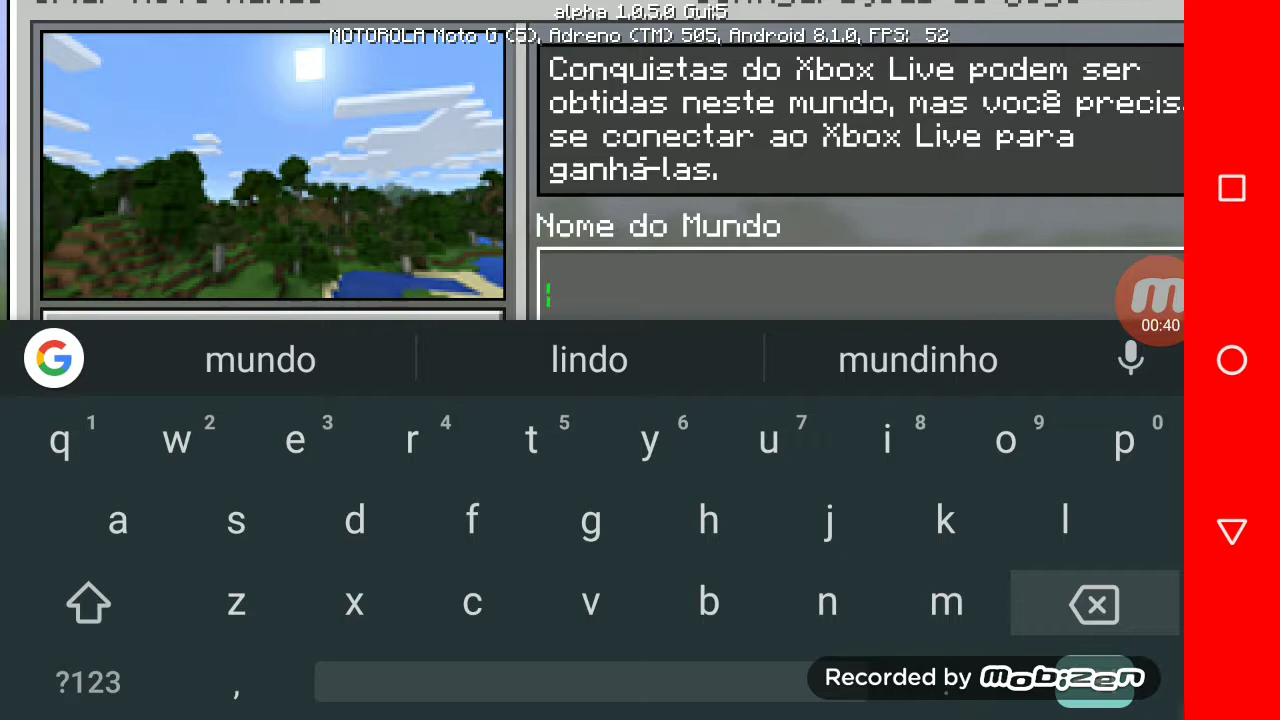 alpha 1.0.5.0 Gui:5
MOTOROLA Moto G (5), Adreno (TM) 505, Android 8.1.0, FPS: 52
Conquistas do Xbox Live podem ser
obtidas neste mundo, mas você precis
se conectar ao Xbox Live para
ganhá-las.
Nome do Mundo
00:40
mundo lindo mundinho
q 1 w 2 e 3 r 4 t 5 y 6 u 7 i 8 o 9 p 0
a s d f g h j k l
z x c v b n m
?123 ,
Recorded by mobizen